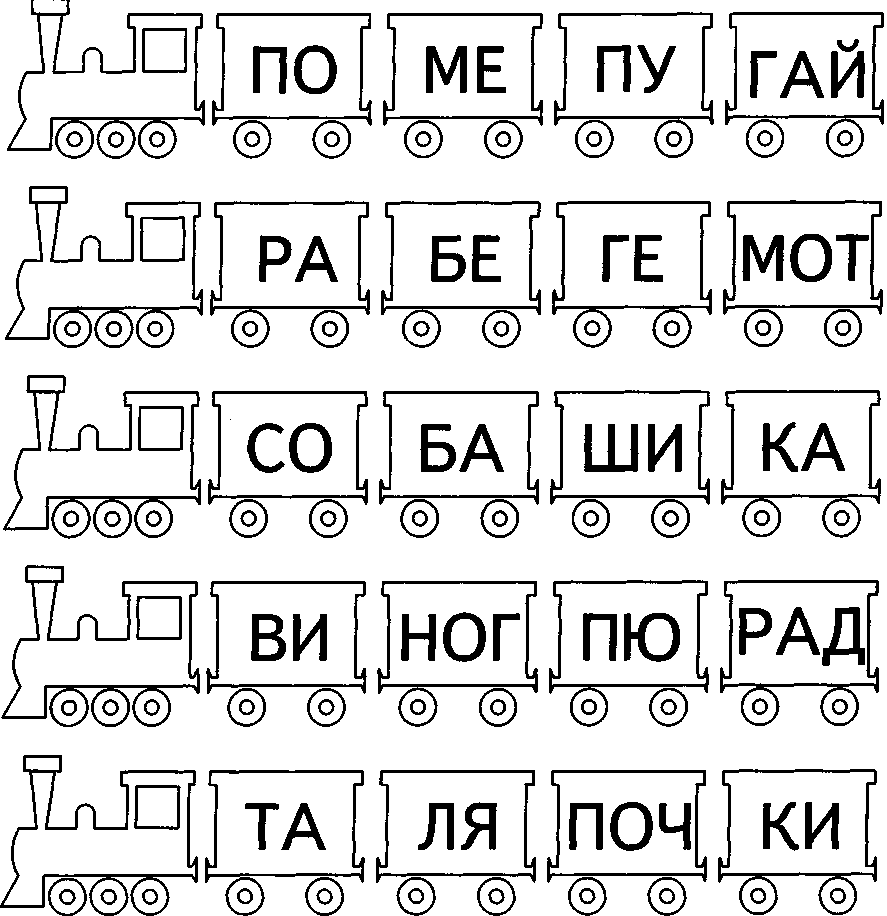 ПО МЕ ПУ ГАЙ
РА БЕ ГЕ МОТ
СО БА ШИ КА
ВИ НОГ ПЮ РАД
ТА ЛЯ ПОЧ КИ